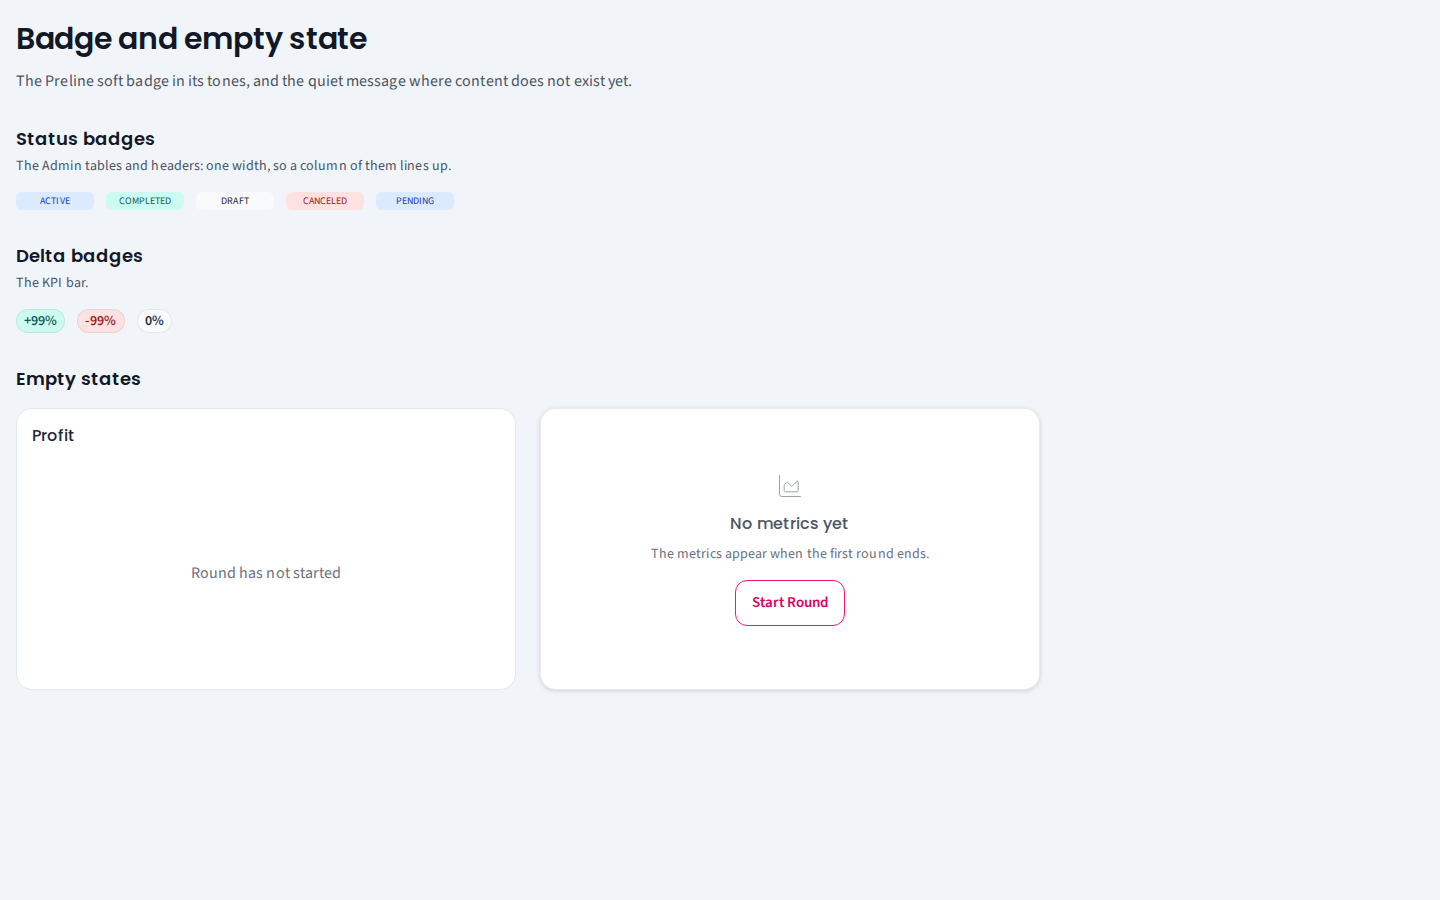 Badge and empty state
The Preline soft badge in its tones, and the quiet message where content does not exist yet.
Status badges
The Admin tables and headers: one width, so a column of them lines up.
ACTIVE COMPLETED DRAFT CANCELED PENDING
Delta badges
The KPI bar.
+99% -99% 0%
Empty states
Profit
Round has not started
No metrics yet
The metrics appear when the first round ends.
Start Round